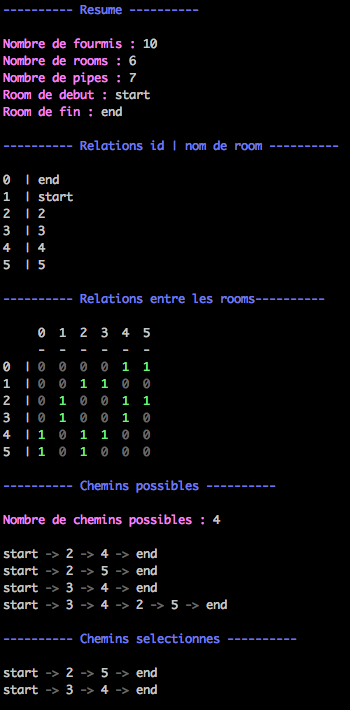 ---------- Resume ----------
Nombre de fourmis : 10
Nombre de rooms : 6
Nombre de pipes : 7
Room de debut : start
Room de fin : end
---------- Relations id | nom de room ----------
0 | end
1 | start
2 | 2
3 | 3
4 | 4
5 | 5
---------- Relations entre les rooms----------
0 1 2 3 4 5
- - - - - -
0 | 0 0 0 0 1 1
1 | 0 0 1 1 0 0
2 | 0 1 0 0 1 1
3 | 0 1 0 0 1 0
4 | 1 0 1 1 0 0
5 | 1 0 1 0 0 0
---------- Chemins possibles ----------
Nombre de chemins possibles : 4
start -> 2 -> 4 -> end
start -> 2 -> 5 -> end
start -> 3 -> 4 -> end
start -> 3 -> 4 -> 2 -> 5 -> end
---------- Chemins selectionnes ----------
start -> 2 -> 5 -> end
start -> 3 -> 4 -> end